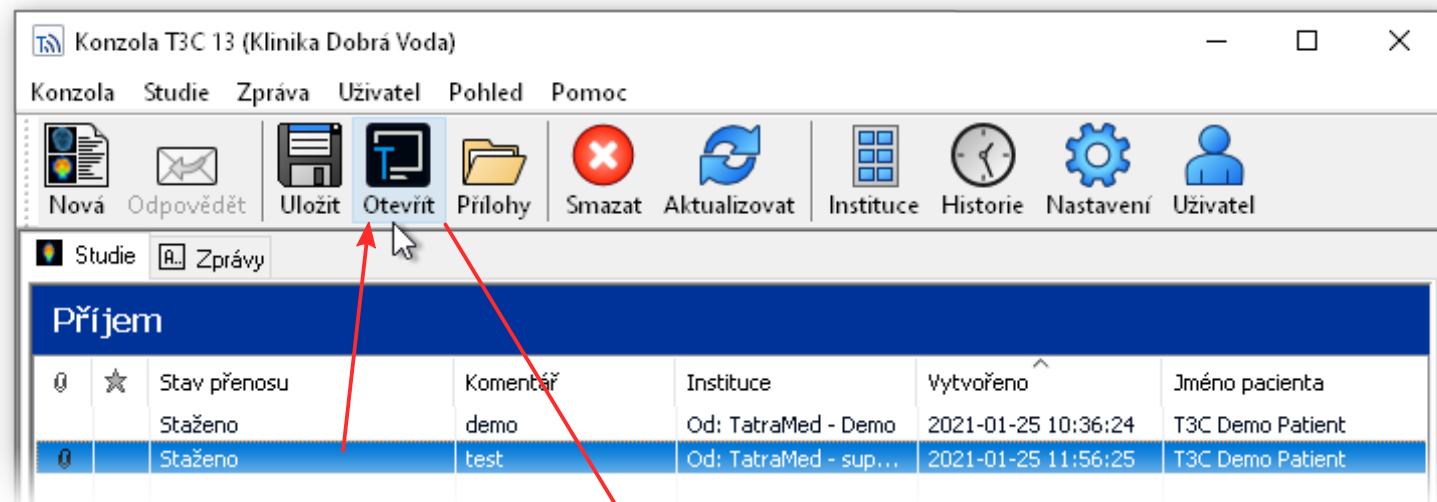 Konzola T3C 13 (Klinika Dobrá Voda)
Konzola Studie Zpráva Uživatel Pohled Pomoc
Nová Odpovědět Uložit Otevřít Přílohy Smazat Aktualizovat Instituce Historie Nastavení Uživatel
Studie A.. Zprávy
Příjem
Stav přenosu Komentář Instituce Vytvořeno Jméno pacienta
Staženo demo Od: TatraMed - Demo 2021-01-25 10:36:24 T3C Demo Patient
Staženo test Od: TatraMed - sup... 2021-01-25 11:56:25 T3C Demo Patient